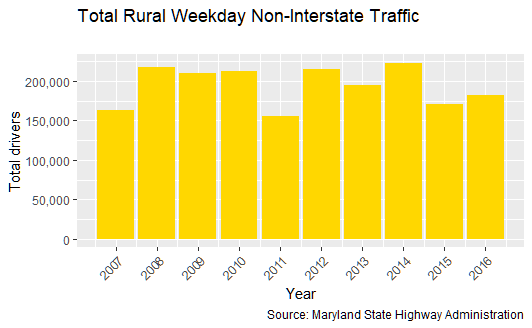 Total Rural Weekday Non-Interstate Traffic
Total drivers
200,000
150,000
100,000
50,000
0
2007 2008 2009 2010 2011 2012 2013 2014 2015 2016
Year
Source: Maryland State Highway Administration